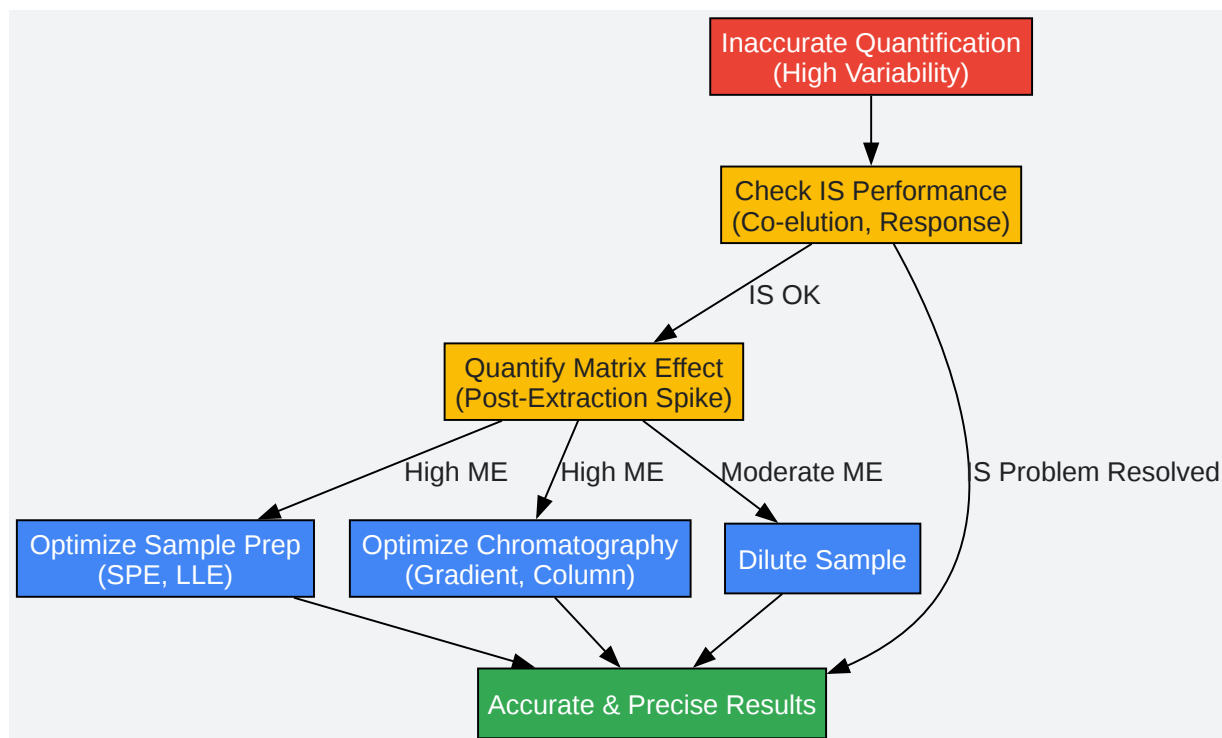 Inaccurate Quantification
(High Variability)
Check IS Performance
(Co-elution, Response)
IS OK
Quantify Matrix Effect
(Post-Extraction Spike)
High ME
High ME
Moderate ME
IS Problem Resolved
Optimize Sample Prep
(SPE, LLE)
Optimize Chromatography
(Gradient, Column)
Dilute Sample
Accurate & Precise Results